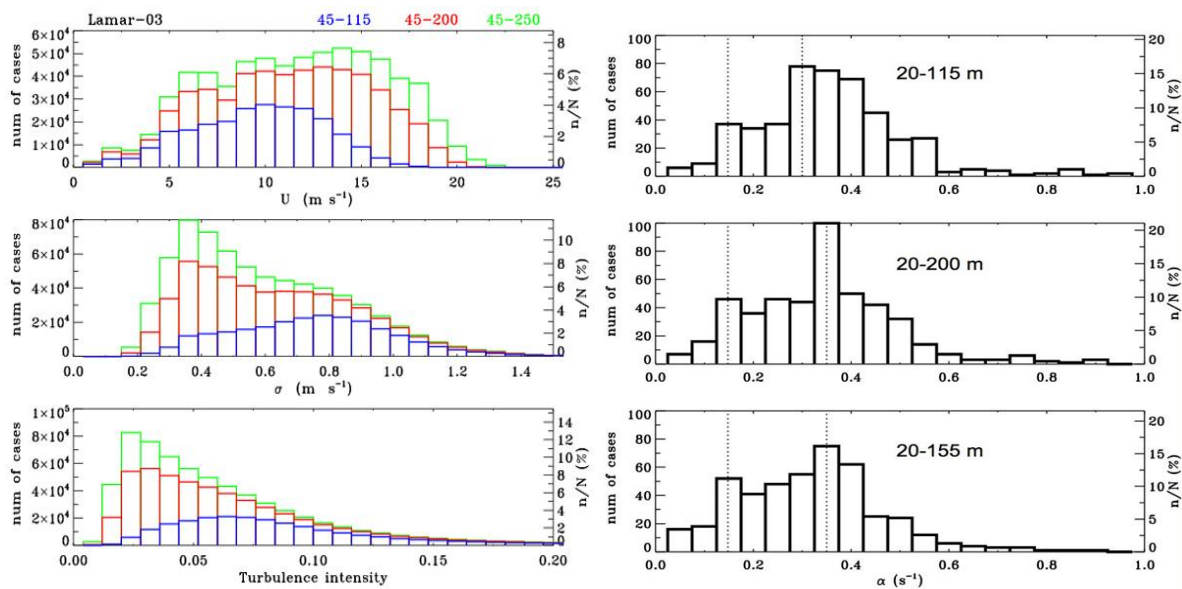 Lamar-03 45-115 45-200 45-250
num of cases
6×10⁴
5×10⁴
4×10⁴
3×10⁴
2×10⁴
1×10⁴
0
n/N (%)
8
6
4
2
0
0 5 10 15 20 25
U (m s⁻¹)
num of cases
8×10⁴
6×10⁴
4×10⁴
2×10⁴
0
n/N (%)
10
8
6
4
2
0
0.0 0.2 0.4 0.6 0.8 1.0 1.2 1.4
σ (m s⁻¹)
num of cases
1×10⁵
8×10⁴
6×10⁴
4×10⁴
2×10⁴
0
n/N (%)
14
12
10
8
6
4
2
0
0.00 0.05 0.10 0.15 0.20
Turbulence intensity
20-115 m
num of cases
100
80
60
40
20
0
n/N (%)
20
15
10
5
0
0.0 0.2 0.4 0.6 0.8 1.0
20-200 m
num of cases
100
80
60
40
20
0
n/N (%)
20
15
10
5
0
0.0 0.2 0.4 0.6 0.8 1.0
20-155 m
num of cases
100
80
60
40
20
0
n/N (%)
20
15
10
5
0
0.0 0.2 0.4 0.6 0.8 1.0
α (s⁻¹)